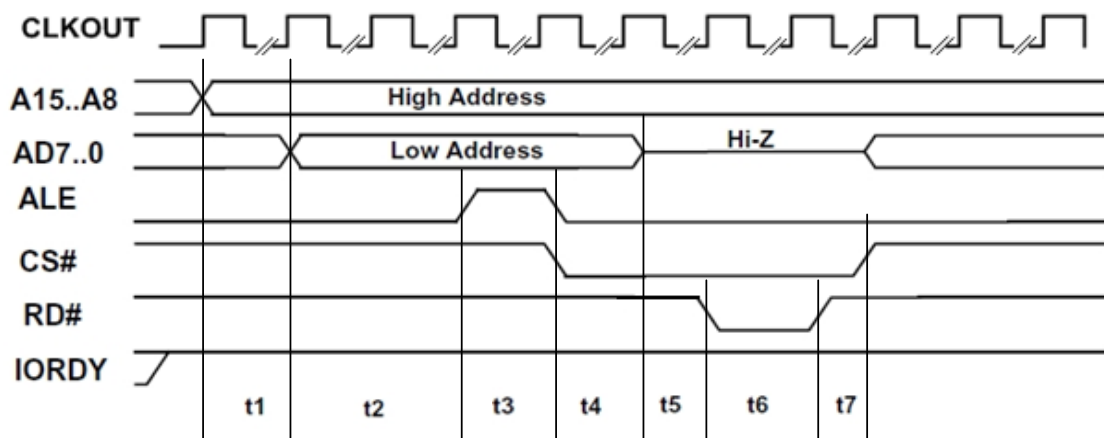 CLKOUT
A15..A8 High Address
AD7..0 Low Address Hi-Z
ALE
CS#
RD#
IORDY
t1 t2 t3 t4 t5 t6 t7